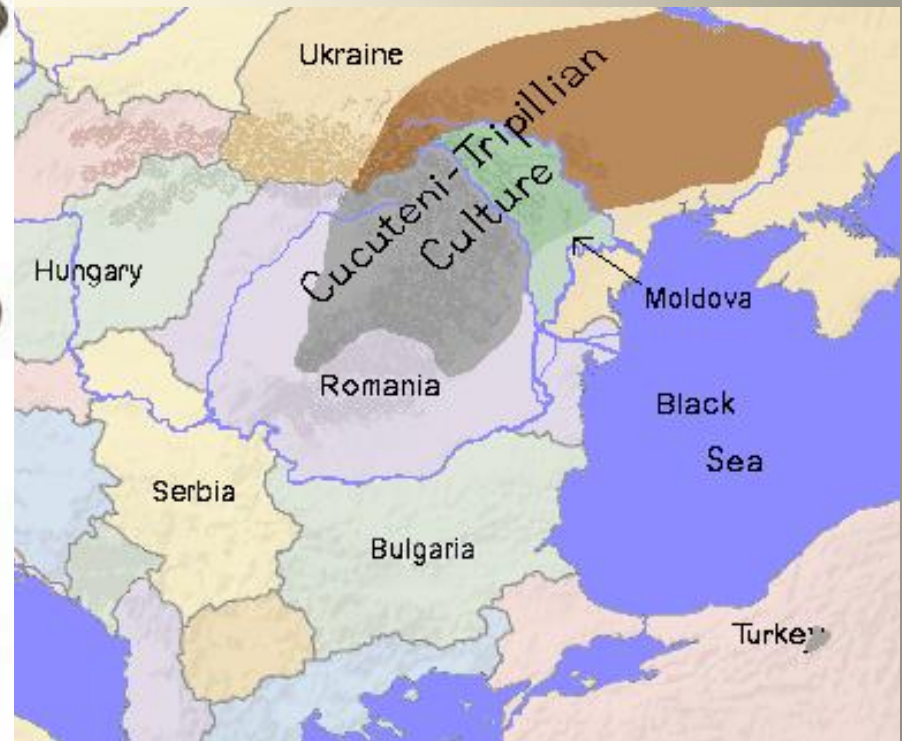 Ukraine
Cucuteni-Tripillian
Culture
Hungary
Moldova
Romania
Black
Sea
Serbia
Bulgaria
Turkey